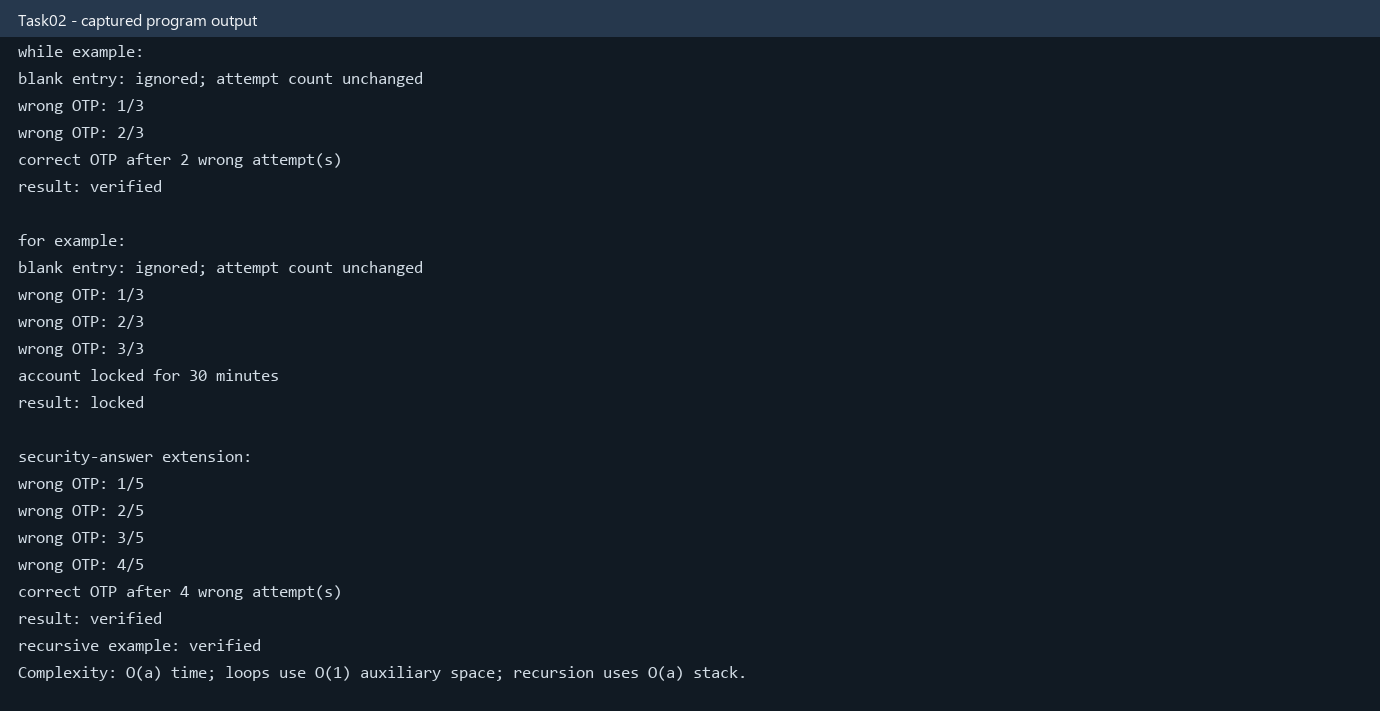 Task02 - captured program output
while example:
blank entry: ignored; attempt count unchanged
wrong OTP: 1/3
wrong OTP: 2/3
correct OTP after 2 wrong attempt(s)
result: verified
for example:
blank entry: ignored; attempt count unchanged
wrong OTP: 1/3
wrong OTP: 2/3
wrong OTP: 3/3
account locked for 30 minutes
result: locked
security-answer extension:
wrong OTP: 1/5
wrong OTP: 2/5
wrong OTP: 3/5
wrong OTP: 4/5
correct OTP after 4 wrong attempt(s)
result: verified
recursive example: verified
Complexity: O(a) time; loops use O(1) auxiliary space; recursion uses O(a) stack.